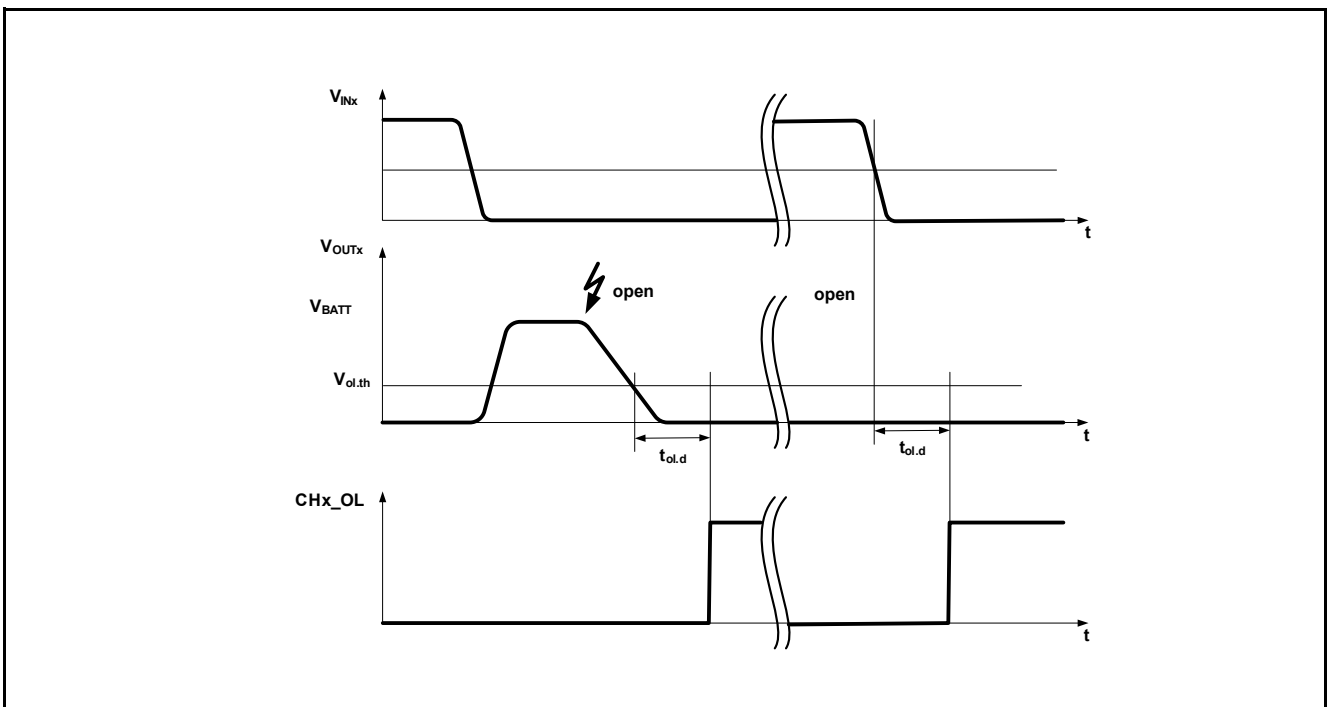 VINx
t
VOUTx
open
open
VBATT
Vol.th
t
tol.d
tol.d
CHx_OL
t